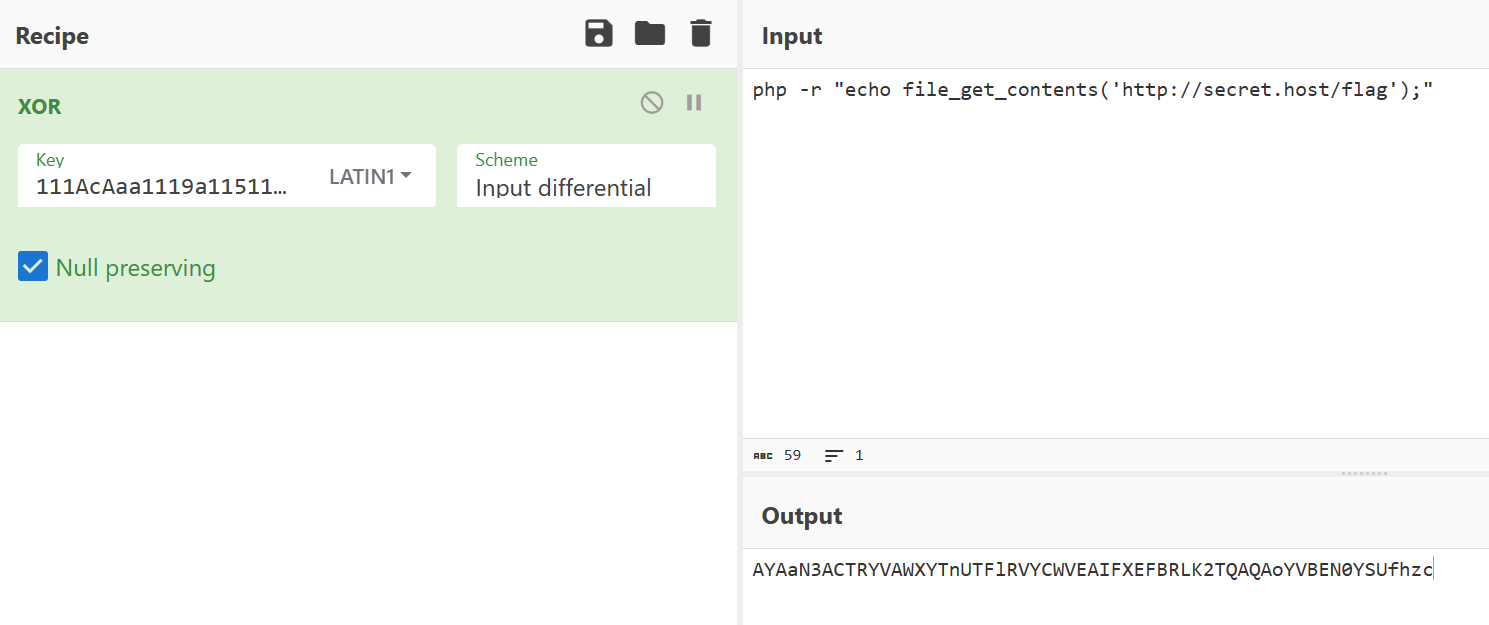 Recipe
XOR
Key
111AcAaa1119a11511…
LATIN1
Scheme
Input differential
Null preserving
Input
php -r "echo file_get_contents('http://secret.host/flag');"
ABC 59 1
Output
AYAaN3ACTRYVAWXYTnUTFlRVYCWVEAIFXEFBRLK2TQAQAoYVBEN0YSUfhzc